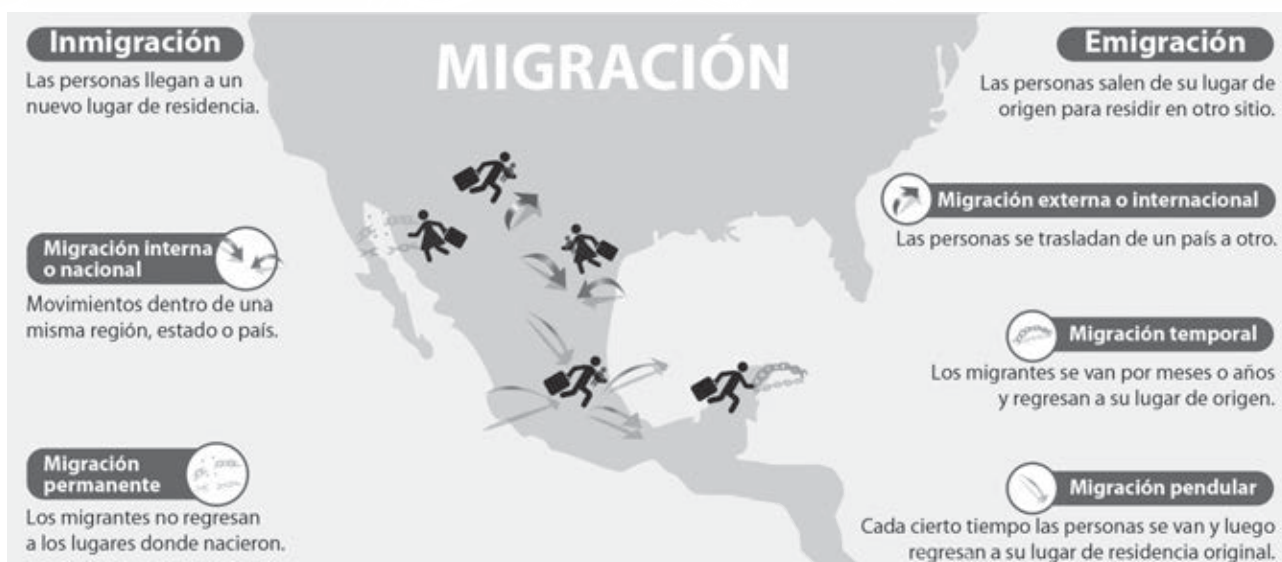 MIGRACIÓN
Inmigración
Las personas llegan a un
nuevo lugar de residencia.
Migración interna
o nacional
Movimientos dentro de una
misma región, estado o país.
Migración
permanente
Los migrantes no regresan
a los lugares donde nacieron.
Emigración
Las personas salen de su lugar de
origen para residir en otro sitio.
Migración externa o internacional
Las personas se trasladan de un país a otro.
Migración temporal
Los migrantes se van por meses o años
y regresan a su lugar de origen.
Migración pendular
Cada cierto tiempo las personas se van y luego
regresan a su lugar de residencia original.